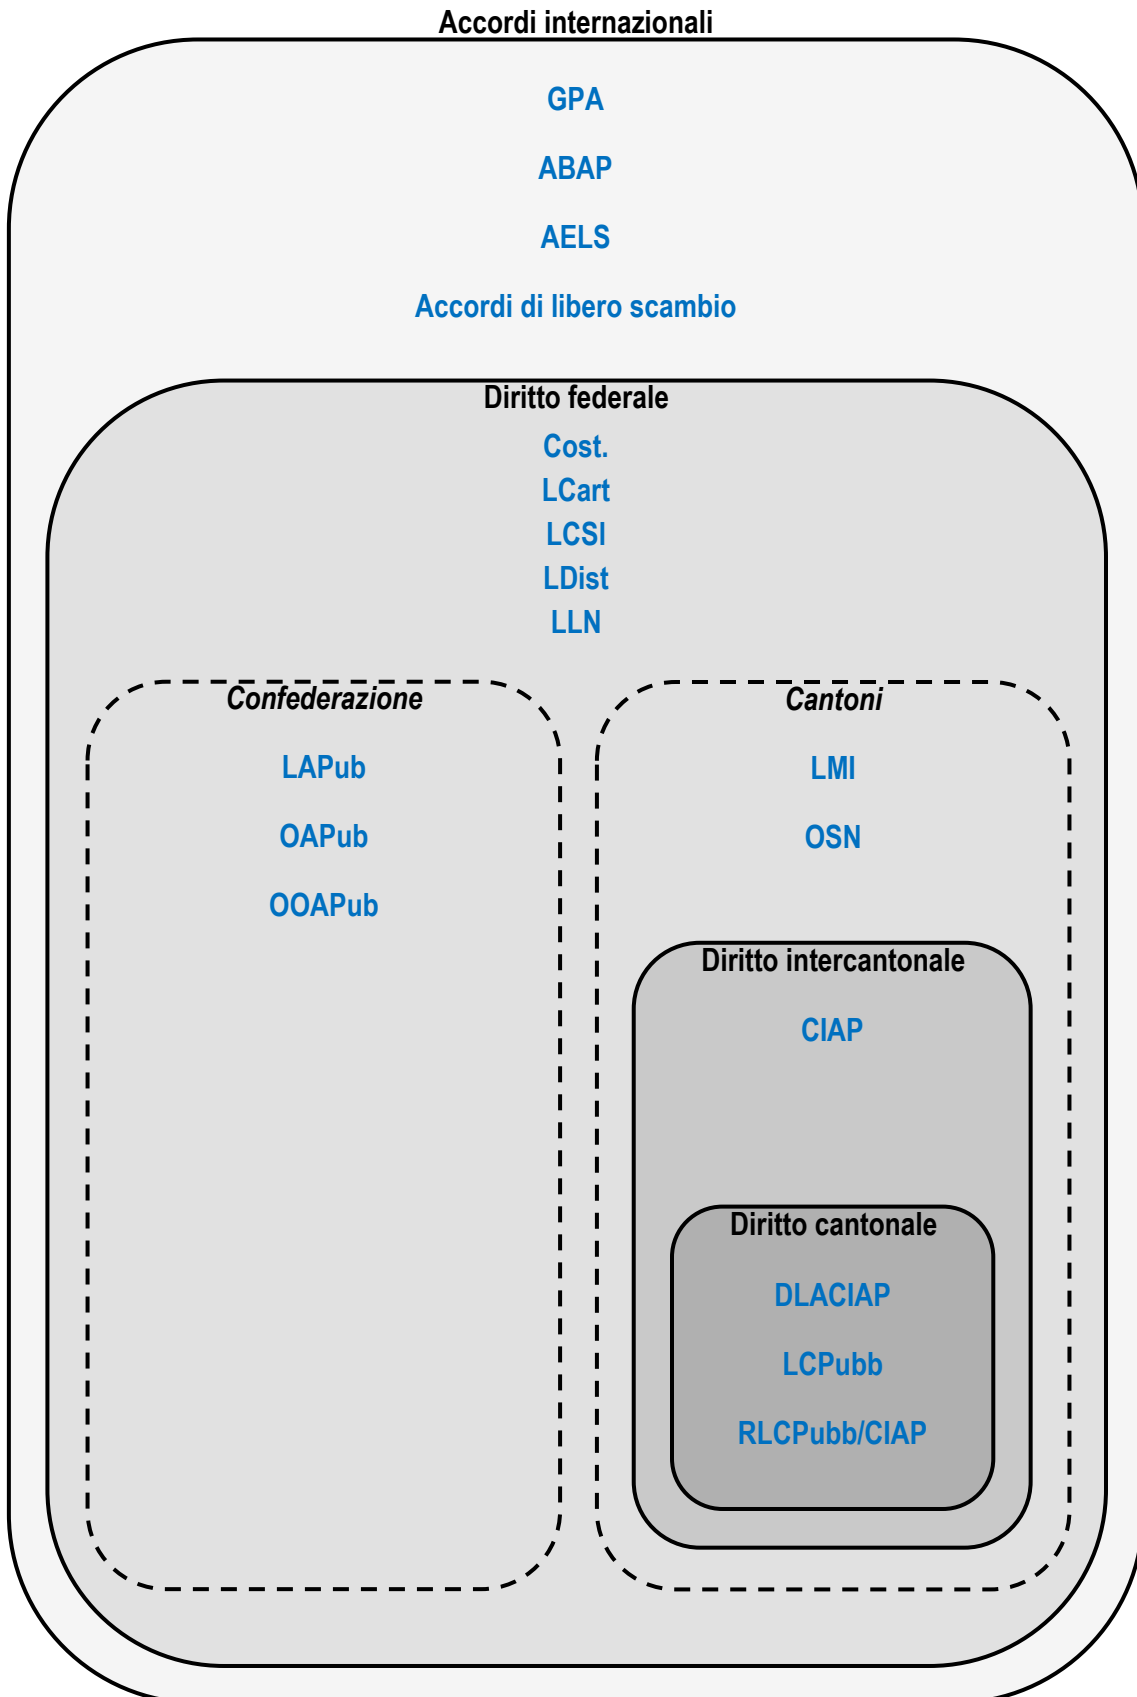 Accordi internazionali
GPA
ABAP
AELS
Accordi di libero scambio
Diritto federale
Cost.
LCart
LCSl
LDist
LLN
Confederazione
LAPub
OAPub
OOAPub
Cantoni
LMI
OSN
Diritto intercantonale
CIAP
Diritto cantonale
DLACIAP
LCPubb
RLCPubb/CIAP